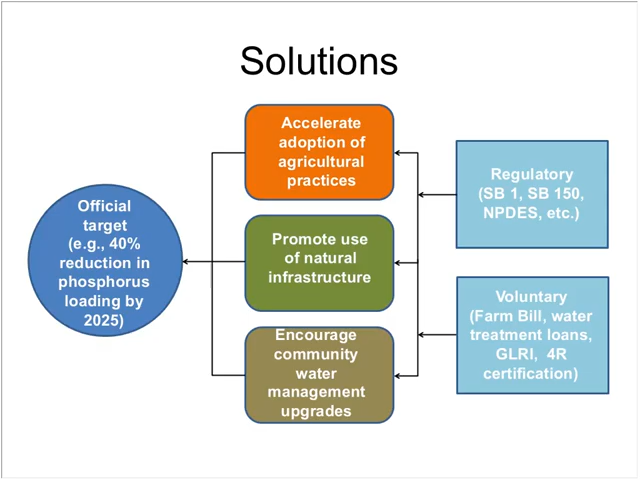 Solutions
Accelerate
adoption of
agricultural
practices
Regulatory
(SB 1, SB 150,
NPDES, etc.)
Official
target
(e.g., 40%
reduction in
phosphorus
loading by
2025)
Promote use
of natural
infrastructure
Voluntary
(Farm Bill, water
treatment loans,
GLRI, 4R
certification)
Encourage
community
water
management
upgrades